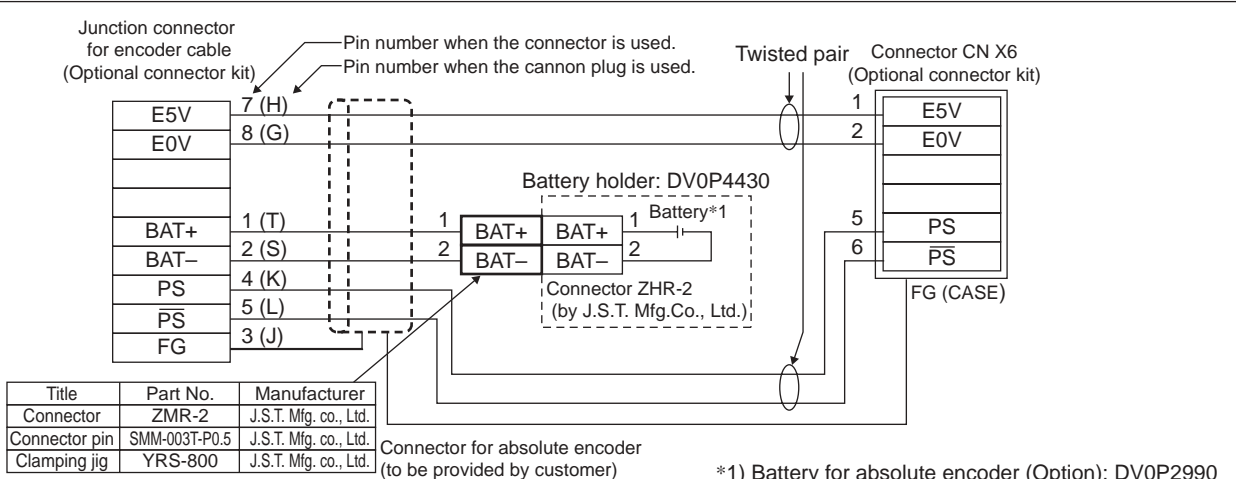 Junction connector
for encoder cable
(Optional connector kit)
Pin number when the connector is used.
Pin number when the cannon plug is used.
Twisted pair
Connector CN X6
(Optional connector kit)
E5V
7 (H)
1
E5V
E0V
8 (G)
2
E0V
Battery holder: DV0P4430
Battery*1
BAT+
1 (T)
1
BAT+
BAT+
1
5
PS
BAT–
2 (S)
2
BAT–
BAT–
2
6
P̅S̅
PS
4 (K)
Connector ZHR-2
(by J.S.T. Mfg.Co., Ltd.)
FG (CASE)
P̅S̅
5 (L)
FG
3 (J)
Title Part No. Manufacturer
Connector ZMR-2 J.S.T. Mfg. co., Ltd.
Connector pin SMM-003T-P0.5 J.S.T. Mfg. co., Ltd.
Clamping jig YRS-800 J.S.T. Mfg. co., Ltd.
Connector for absolute encoder
(to be provided by customer)
*1) Battery for absolute encoder (Option): DV0P2990